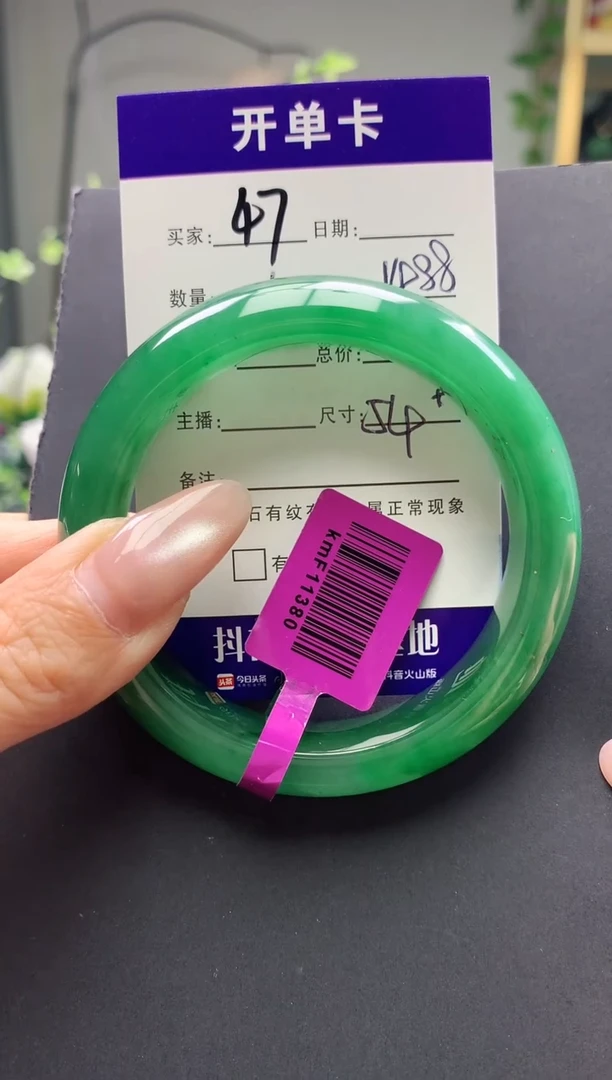 开单卡
买家: 47 日期:
数量
总价:
主播: 尺寸: 54
备注
石有纹 属正常现象
有
KMF11380
抖 地
头条 今日头条 抖音火山版